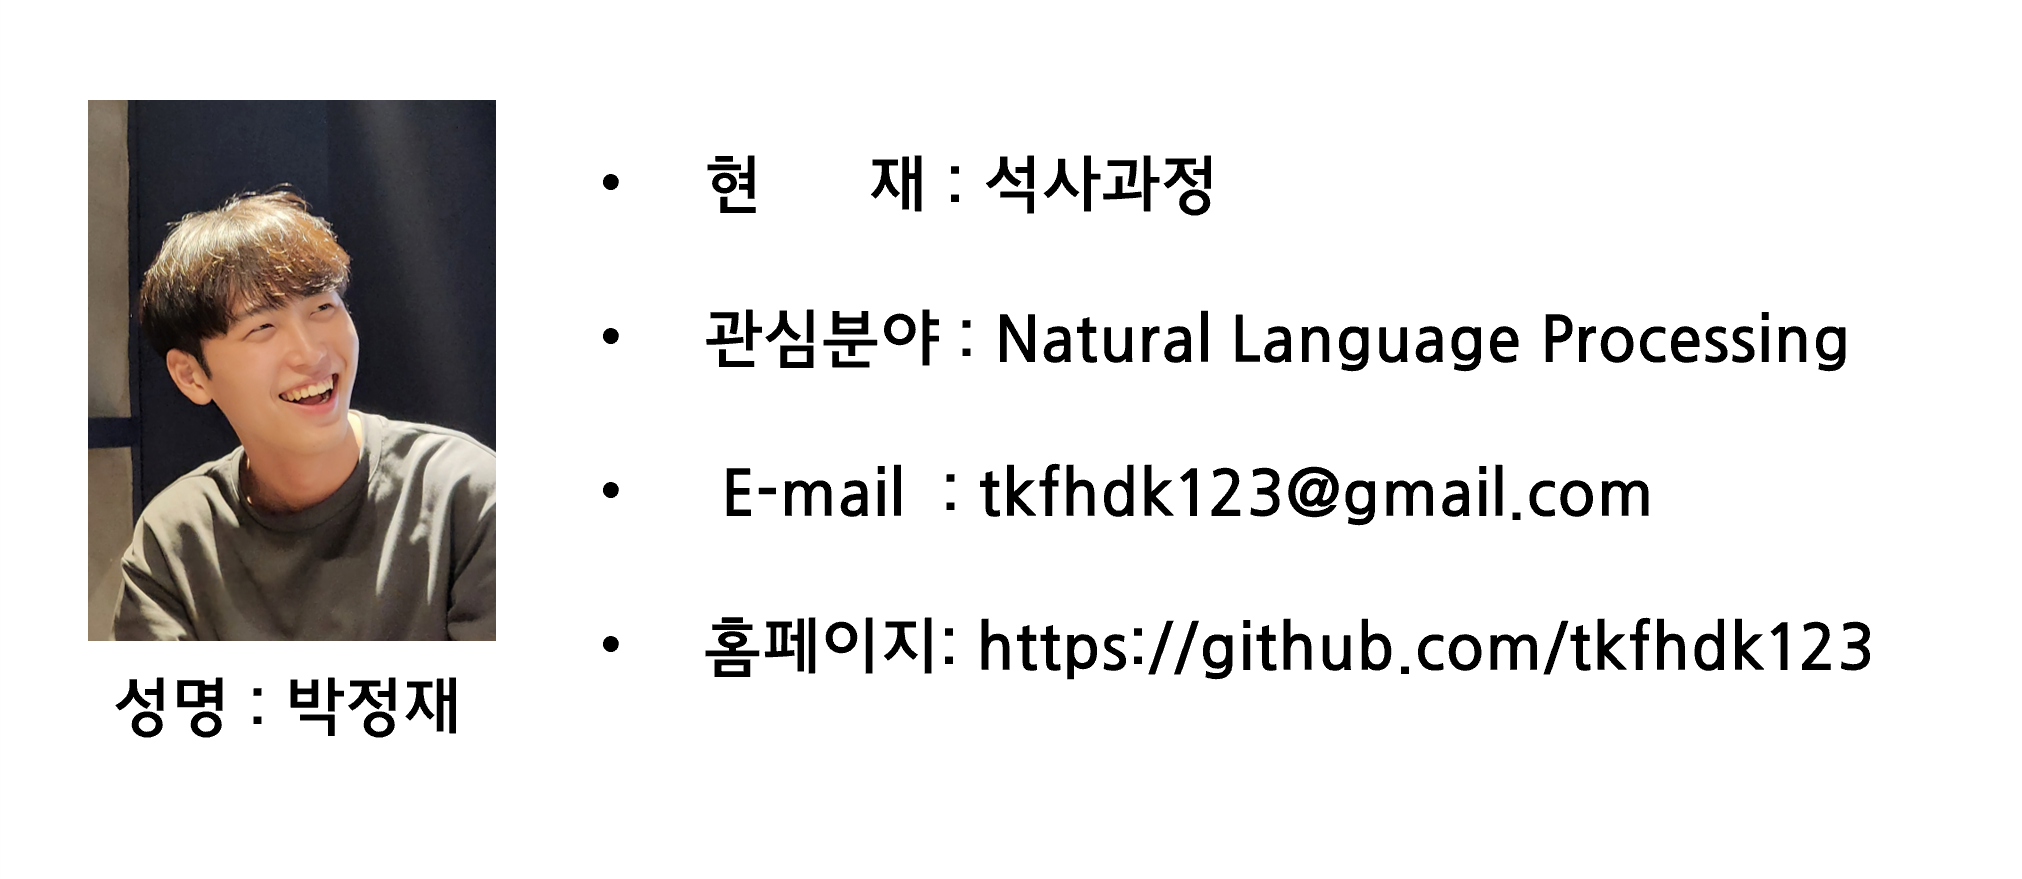 • 현 재 : 석사과정
• 관심분야 : Natural Language Processing
• E-mail : tkfhdk123@gmail.com
• 홈페이지: https://github.com/tkfhdk123
성명 : 박정재